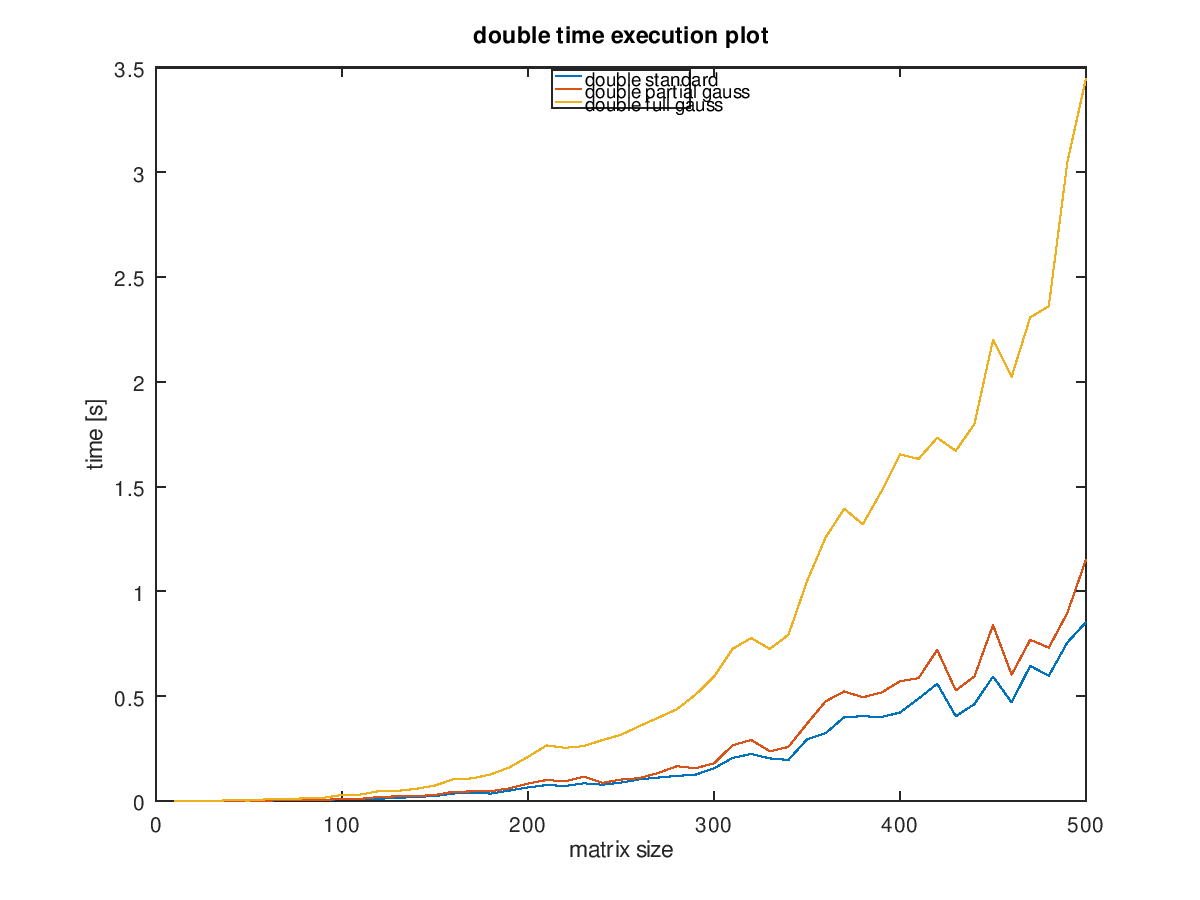 double time execution plot
double standard
double partial gauss
double full gauss
3.5
3
2.5
2
1.5
1
0.5
0
time [s]
0 100 200 300 400 500
matrix size